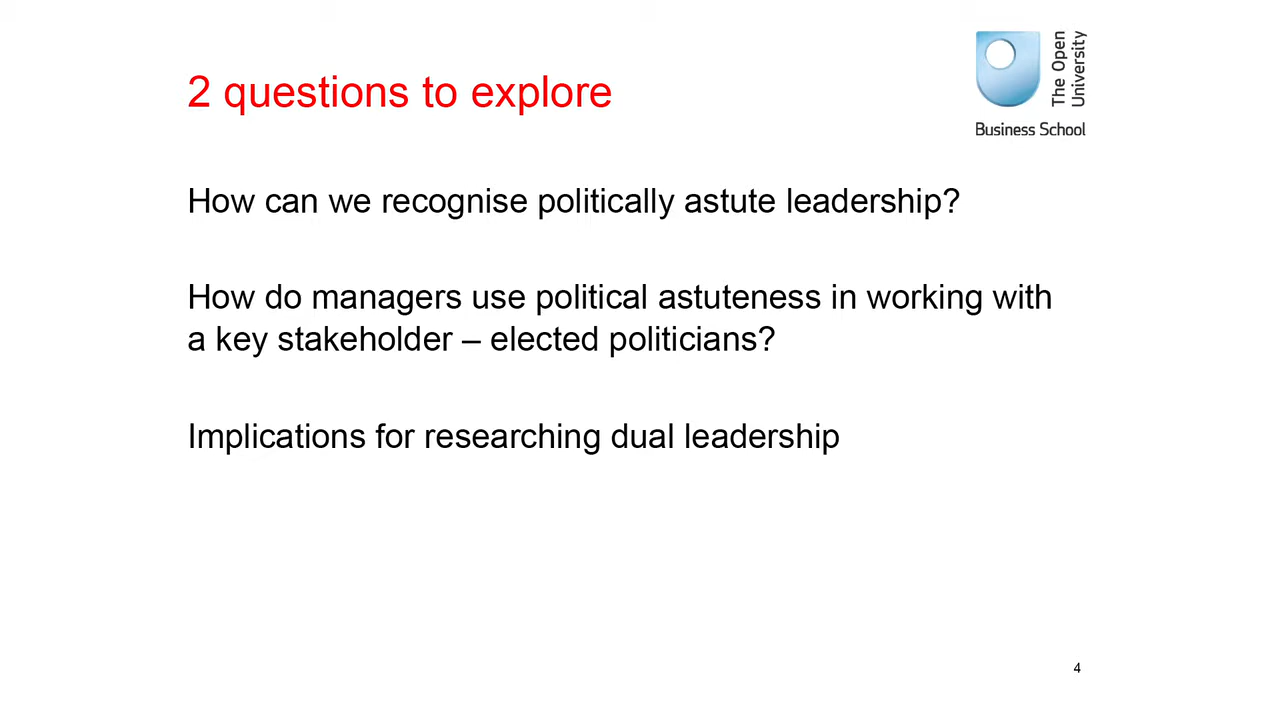 2 questions to explore
The Open
University
Business School
How can we recognise politically astute leadership?
How do managers use political astuteness in working with
a key stakeholder – elected politicians?
Implications for researching dual leadership
4